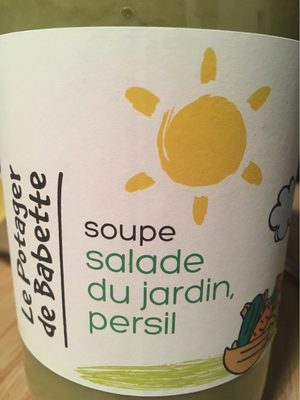 Le Potager
de Babette
soupe
salade
du jardin,
persil